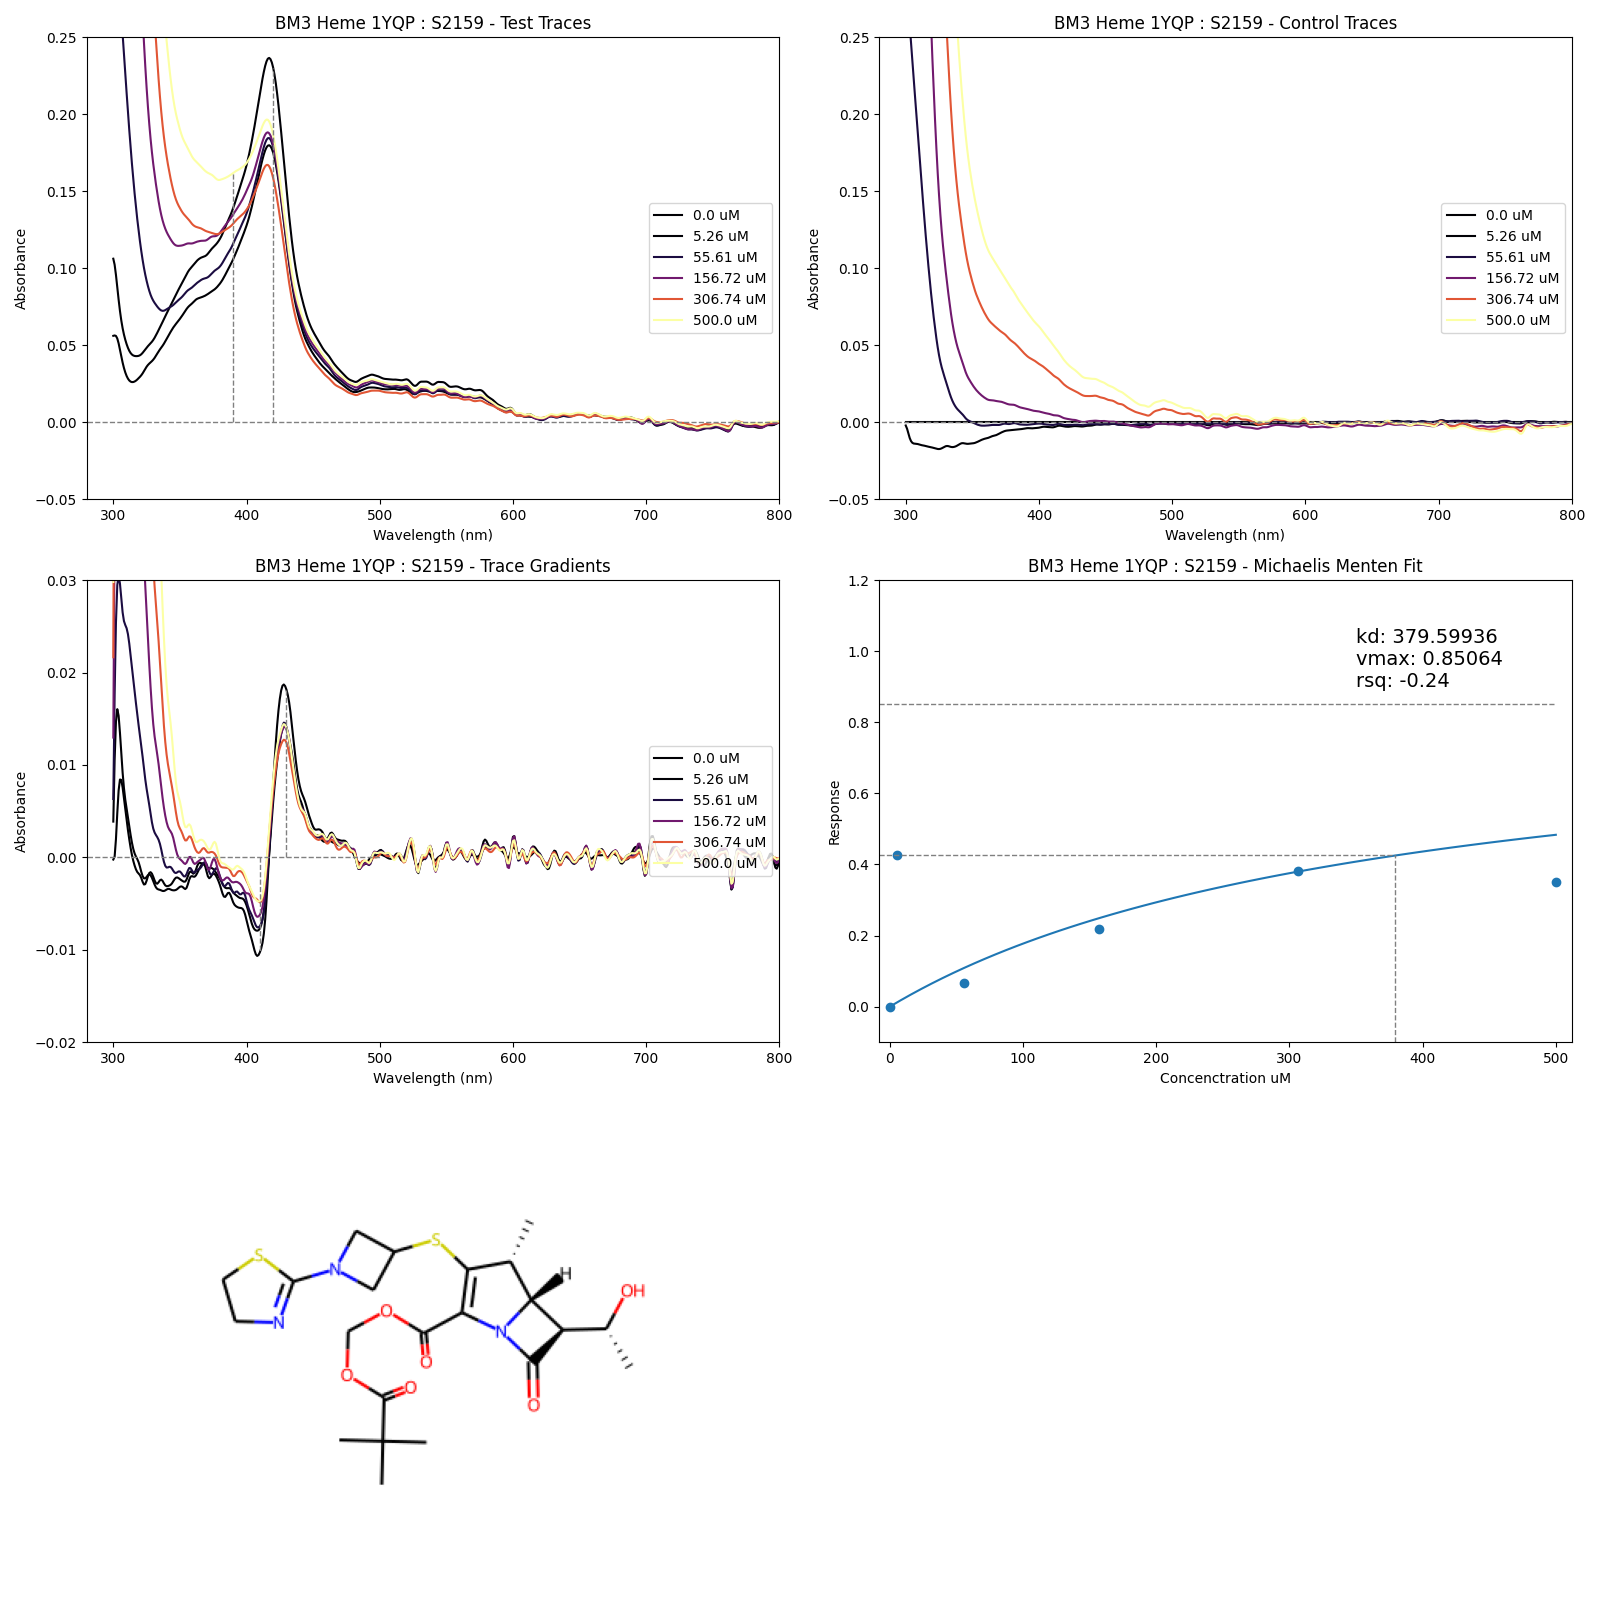 BM3 Heme 1YQP : S2159 - Test Traces
0.25
0.20
0.15
0.10
0.05
0.00
−0.05
Absorbance
300
400
500
600
700
800
Wavelength (nm)
0.0 uM
5.26 uM
55.61 uM
156.72 uM
306.74 uM
500.0 uM
BM3 Heme 1YQP : S2159 - Control Traces
0.25
0.20
0.15
0.10
0.05
0.00
−0.05
Absorbance
300
400
500
600
700
800
Wavelength (nm)
0.0 uM
5.26 uM
55.61 uM
156.72 uM
306.74 uM
500.0 uM
BM3 Heme 1YQP : S2159 - Trace Gradients
0.03
0.02
0.01
0.00
−0.01
−0.02
Absorbance
300
400
500
600
700
800
Wavelength (nm)
0.0 uM
5.26 uM
55.61 uM
156.72 uM
306.74 uM
500.0 uM
BM3 Heme 1YQP : S2159 - Michaelis Menten Fit
1.2
1.0
0.8
0.6
0.4
0.2
0.0
Response
kd: 379.59936
vmax: 0.85064
rsq: -0.24
0
100
200
300
400
500
Concenctration uM
S
S
N
N
H
OH
O
N
O
O
O
O